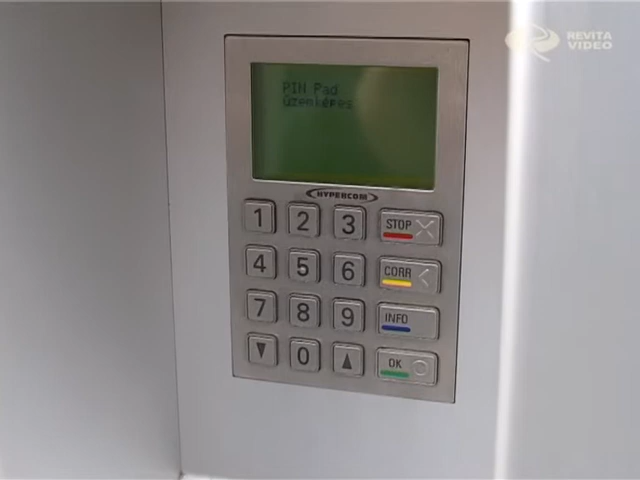 REVITA
VIDEO
PIN Pad
üzemképes
HYPERCOM
1 2 3 STOP
4 5 6 CORR
7 8 9 INFO
0 OK